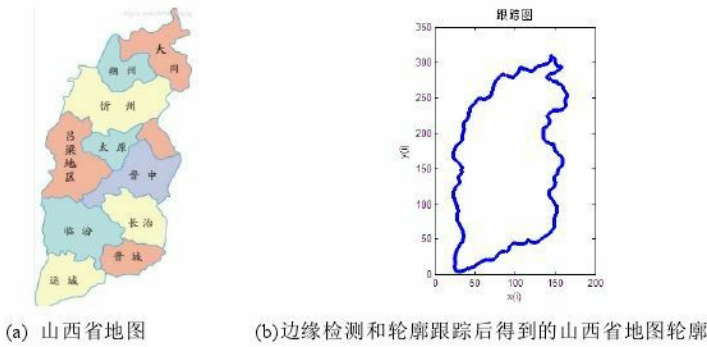 大
同
朔州
忻州
吕
梁
地
区
太原
晋中
临汾
长治
晋城
运城
(a) 山西省地图
跟踪图
350
300
250
200
150
100
50
0
y(i)
0 50 100 150 200
x(i)
(b)边缘检测和轮廓跟踪后得到的山西省地图轮廓